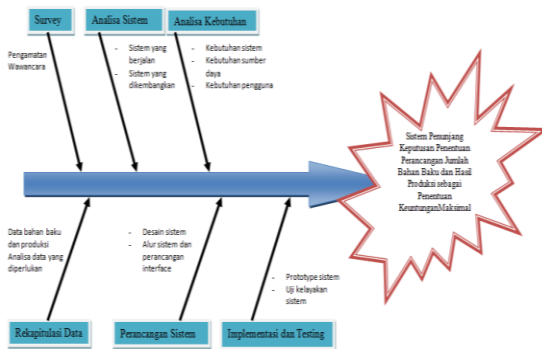 Survey
Analisa Sistem
Analisa Kebutuhan
Pengamatan
Wawancara
- Sistem yang
berjalan
- Sistem yang
dikembangkan
- Kebutuhan sistem
- Kebutuhan sumber
daya
- Kebutuhan pengguna
Sistem Penunjang
Keputusan Penentuan
Perancangan Jumlah
Bahan Baku dan Hasil
Produksi sebagai
Penentuan
KeuntunganMaksimal
Data bahan baku
dan produksi
Analisa data yang
diperlukan
- Desain sistem
- Alur sistem dan
perancangan
interface
- Prototype sistem
- Uji kelayakan
sistem
Rekapitulasi Data
Perancangan Sistem
Implementasi dan Testing